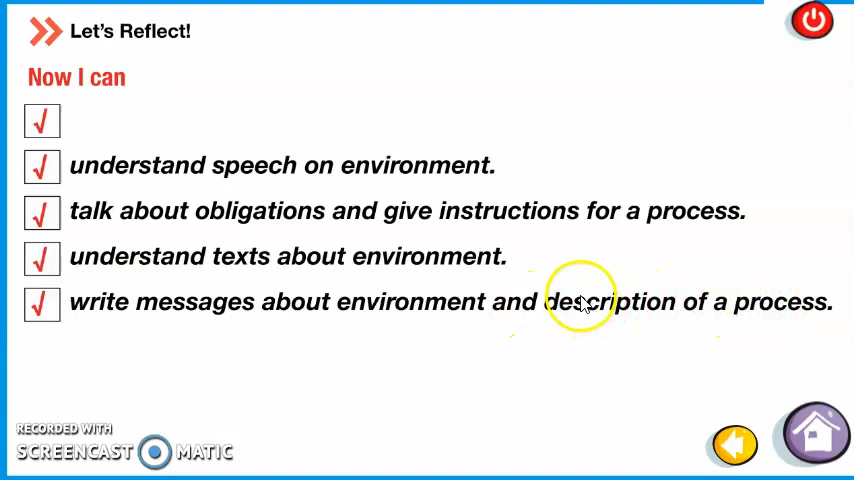 Let's Reflect!
Now I can
understand speech on environment.
talk about obligations and give instructions for a process.
understand texts about environment.
write messages about environment and description of a process.
RECORDED WITH
SCREENCAST MATIC